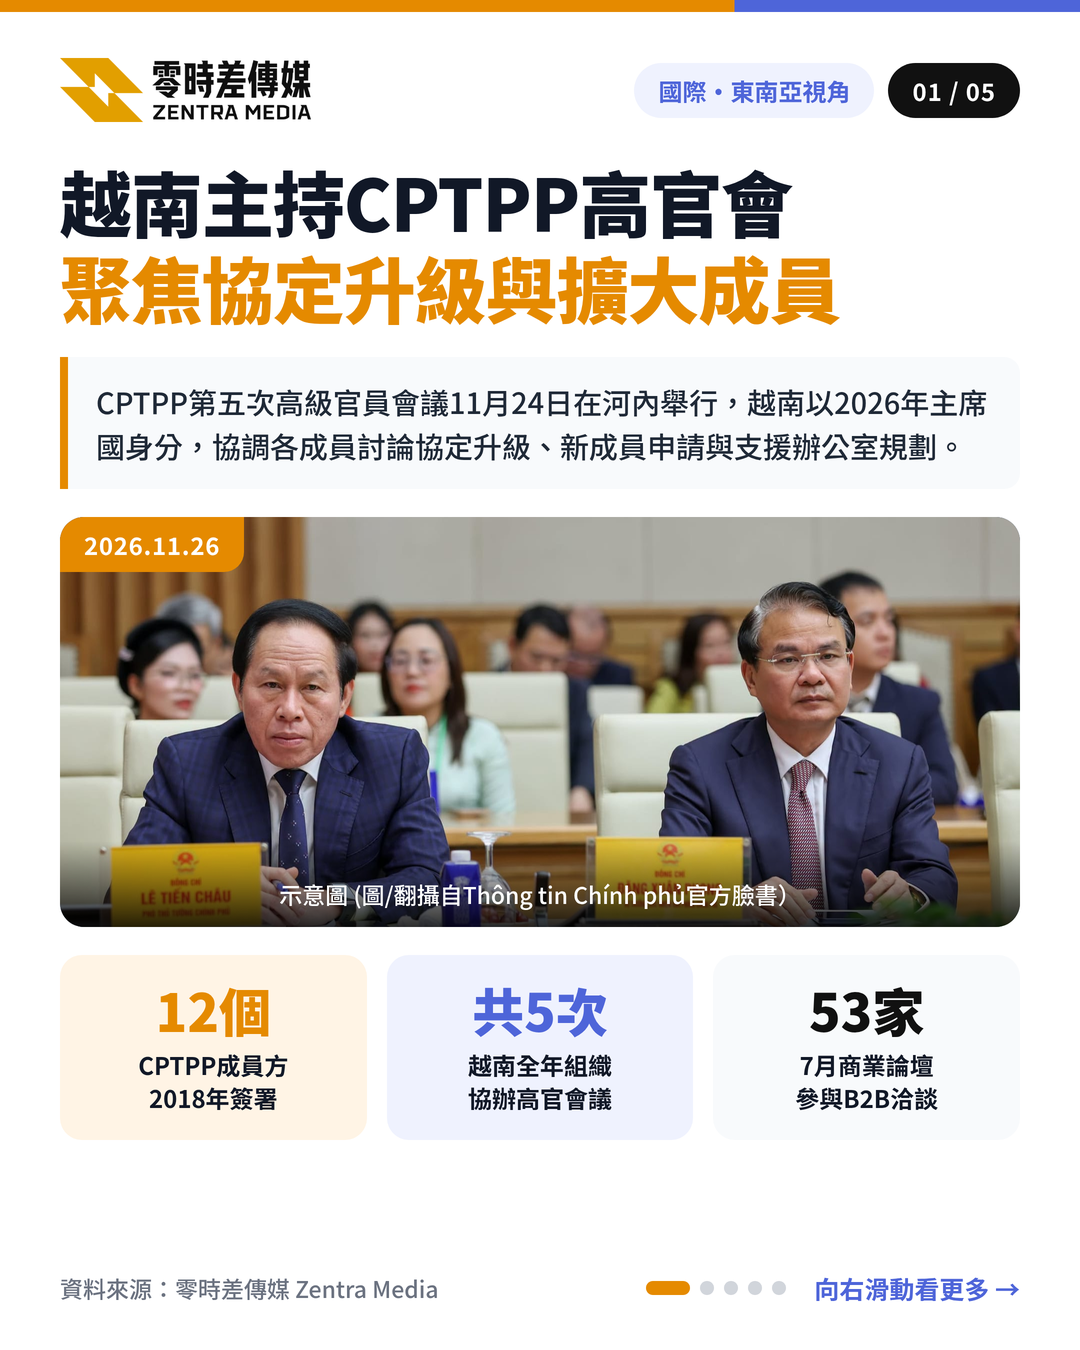 零時差傳媒
ZENTRA MEDIA
國際・東南亞視角
01 / 05
越南主持CPTPP高官會
聚焦協定升級與擴大成員
CPTPP第五次高級官員會議11月24日在河內舉行，越南以2026年主席
國身分，協調各成員討論協定升級、新成員申請與支援辦公室規劃。
2026.11.26
ĐỒNG CHÍ
LÊ TIẾN CHÂU
PHÓ THỦ TƯỚNG CHÍNH PHỦ
ĐỒNG CHÍ
示意圖 (圖/翻攝自Thông tin Chính phủ官方臉書）
12個
CPTPP成員方
2018年簽署
共5次
越南全年組織
協辦高官會議
53家
7月商業論壇
參與B2B洽談
資料來源：零時差傳媒 Zentra Media
向右滑動看更多 →